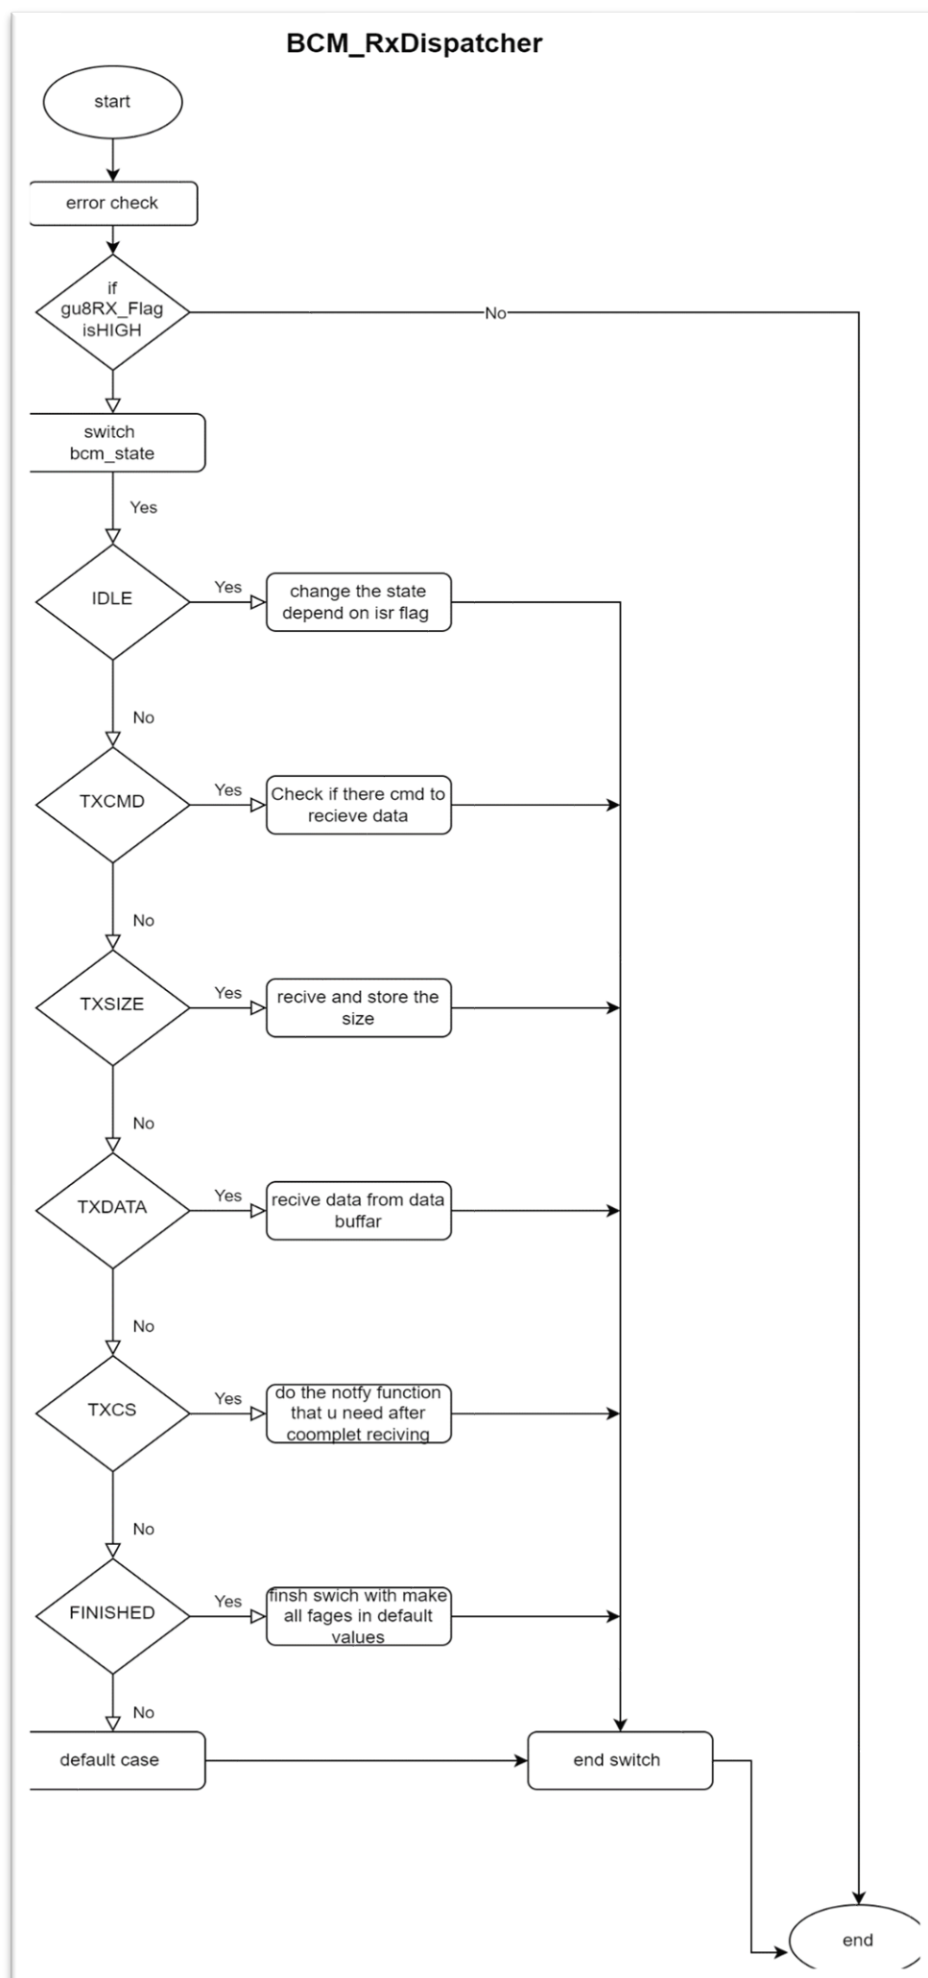 BCM_RxDispatcher
start
error check
if
gu8RX_Flag
isHIGH
No
switch
bcm_state
Yes
IDLE
Yes
change the state
depend on isr flag
No
TXCMD
Yes
Check if there cmd to
recieve data
No
TXSIZE
Yes
recive and store the
size
No
TXDATA
Yes
recive data from data
buffar
No
TXCS
Yes
do the notfy function
that u need after
coomplet reciving
No
FINISHED
Yes
finsh swich with make
all fages in default
values
No
default case
end switch
end